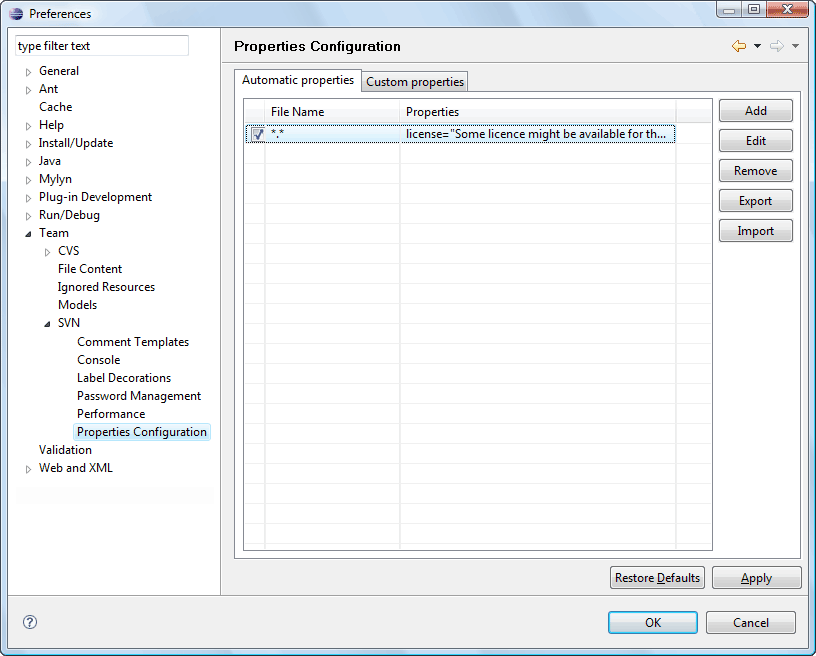 Preferences
type filter text
General
Ant
Cache
Help
Install/Update
Java
Mylyn
Plug-in Development
Run/Debug
Team
CVS
File Content
Ignored Resources
Models
SVN
Comment Templates
Console
Label Decorations
Password Management
Performance
Properties Configuration
Validation
Web and XML
Properties Configuration
Automatic properties Custom properties
File Name Properties
*.* license="Some licence might be available for th...
Add
Edit
Remove
Export
Import
Restore Defaults Apply
? OK Cancel